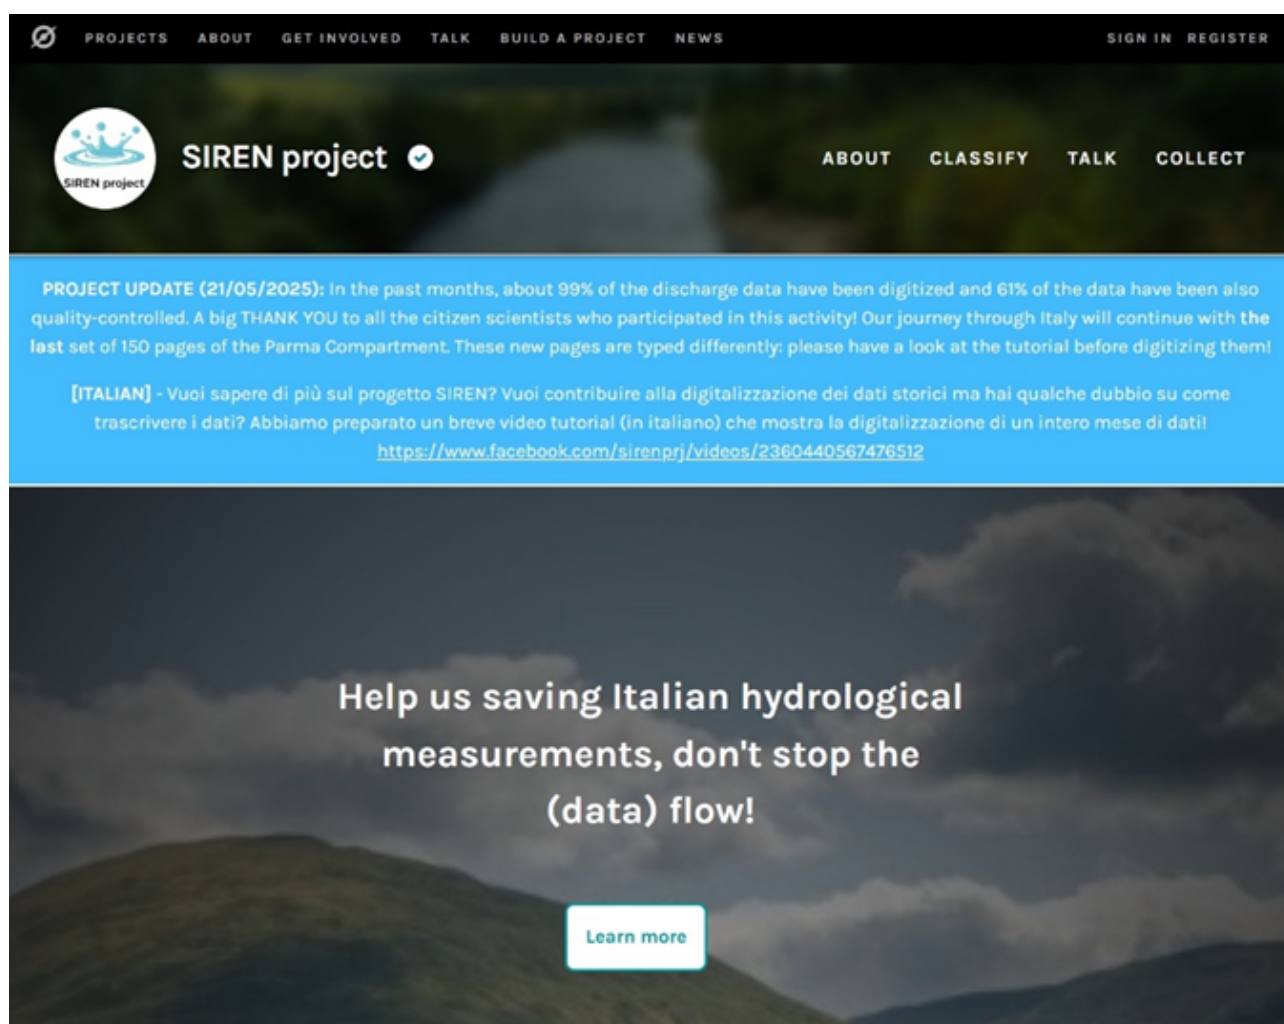 PROJECTS ABOUT GET INVOLVED TALK BUILD A PROJECT NEWS SIGN IN REGISTER
SIREN project
SIREN project
ABOUT CLASSIFY TALK COLLECT
PROJECT UPDATE (21/05/2025): In the past months, about 99% of the discharge data have been digitized and 61% of the data have been also
quality-controlled. A big THANK YOU to all the citizen scientists who participated in this activity! Our journey through Italy will continue with the
last set of 150 pages of the Parma Compartment. These new pages are typed differently: please have a look at the tutorial before digitizing them!
[ITALIAN] - Vuoi sapere di più sul progetto SIREN? Vuoi contribuire alla digitalizzazione dei dati storici ma hai qualche dubbio su come
trascrivere i dati? Abbiamo preparato un breve video tutorial (in italiano) che mostra la digitalizzazione di un intero mese di dati!
https://www.facebook.com/sirenprj/videos/2360440567476512
Help us saving Italian hydrological
measurements, don't stop the
(data) flow!
Learn more